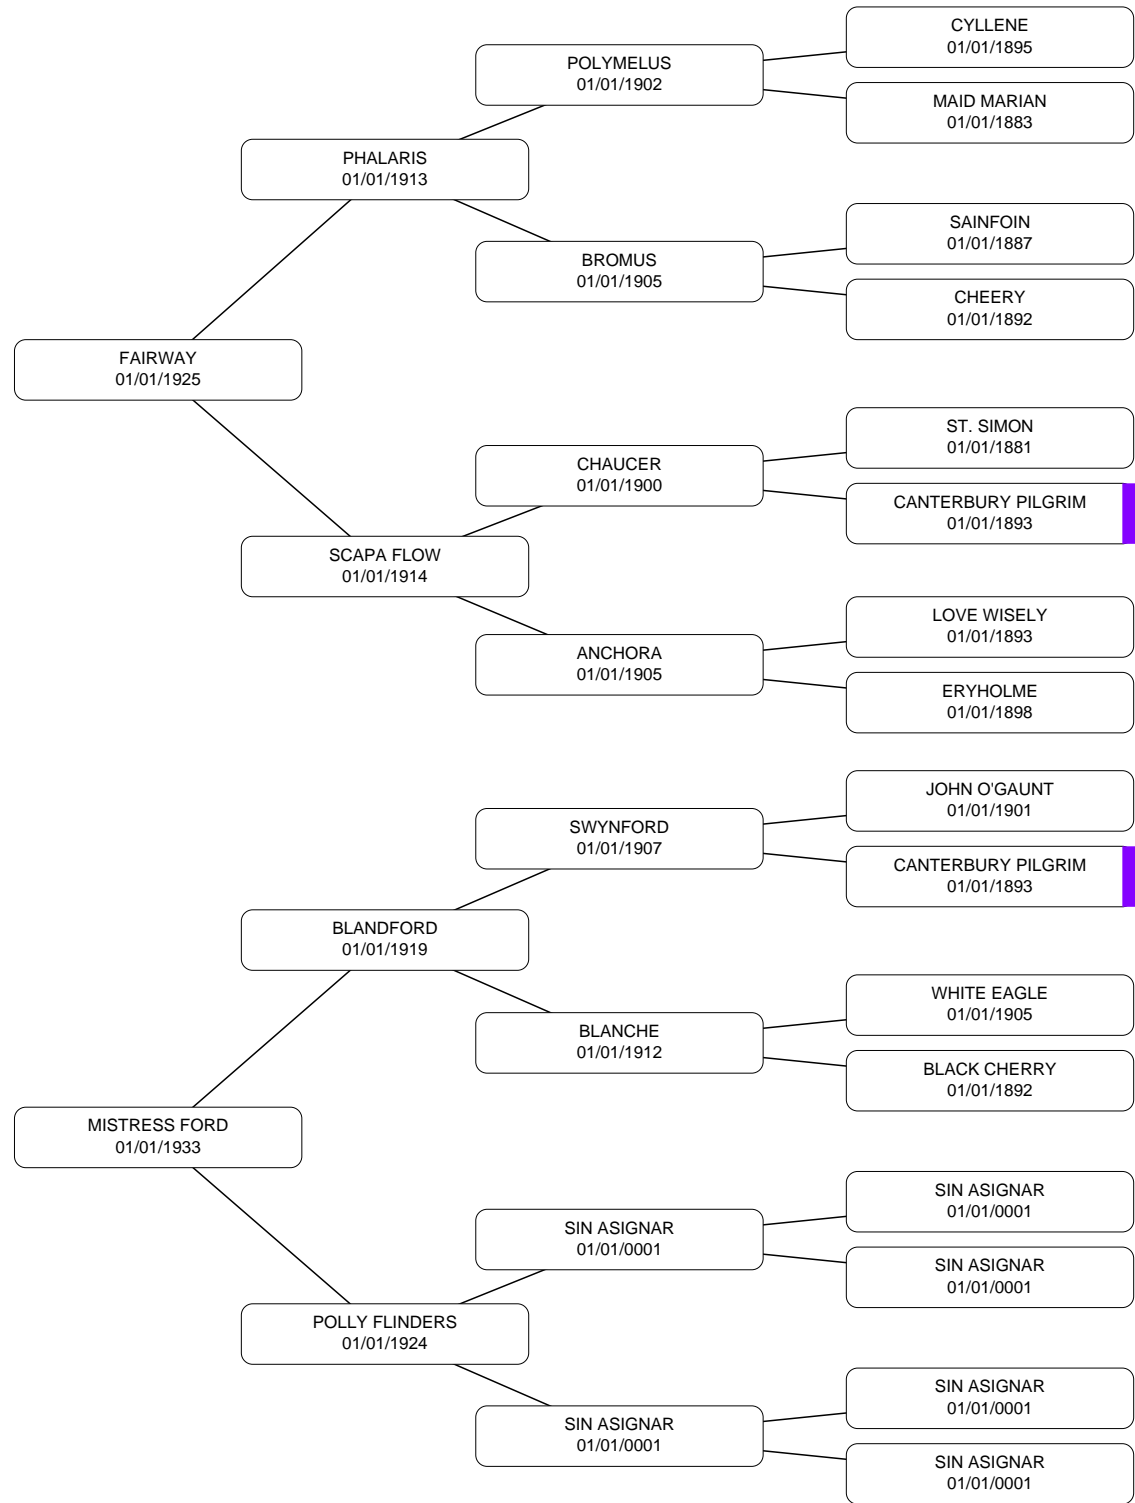 CYLLENE
01/01/1895
POLYMELUS
01/01/1902
MAID MARIAN
01/01/1883
PHALARIS
01/01/1913
SAINFOIN
01/01/1887
BROMUS
01/01/1905
CHEERY
01/01/1892
FAIRWAY
01/01/1925
ST. SIMON
01/01/1881
CHAUCER
01/01/1900
CANTERBURY PILGRIM
01/01/1893
SCAPA FLOW
01/01/1914
LOVE WISELY
01/01/1893
ANCHORA
01/01/1905
ERYHOLME
01/01/1898
JOHN O'GAUNT
01/01/1901
SWYNFORD
01/01/1907
CANTERBURY PILGRIM
01/01/1893
BLANDFORD
01/01/1919
WHITE EAGLE
01/01/1905
BLANCHE
01/01/1912
BLACK CHERRY
01/01/1892
MISTRESS FORD
01/01/1933
SIN ASIGNAR
01/01/0001
SIN ASIGNAR
01/01/0001
SIN ASIGNAR
01/01/0001
POLLY FLINDERS
01/01/1924
SIN ASIGNAR
01/01/0001
SIN ASIGNAR
01/01/0001
SIN ASIGNAR
01/01/0001